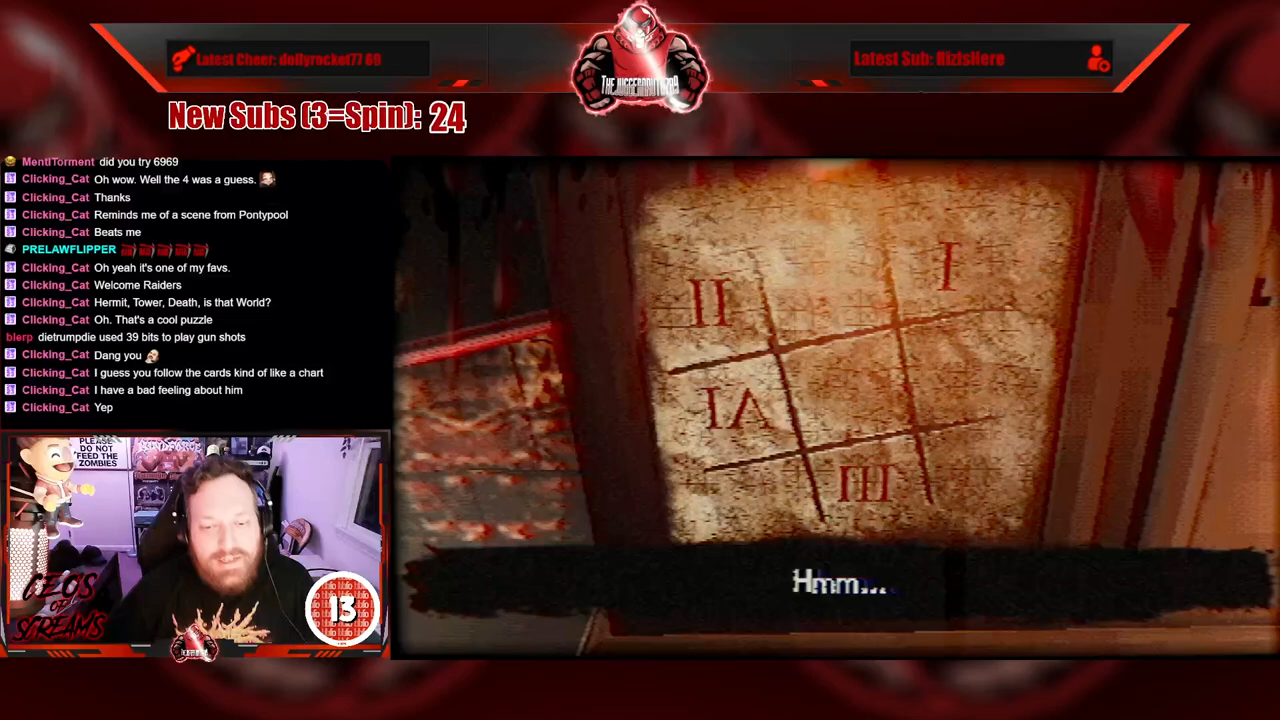 Latest Cheer: dollyrocket77 69
Latest Sub: RizIsHere
New Subs (3=Spin): 24
MentlTorment did you try 6969
Clicking_Cat Oh wow. Well the 4 was a guess.
Clicking_Cat Thanks
Clicking_Cat Reminds me of a scene from Pontypool
Clicking_Cat Beats me
PRELAWFLIPPER
Clicking_Cat Oh yeah it's one of my favs.
Clicking_Cat Welcome Raiders
Clicking_Cat Hermit, Tower, Death, is that World?
Clicking_Cat Oh. That's a cool puzzle
blerp dietrumpdie used 39 bits to play gun shots
Clicking_Cat Dang you
Clicking_Cat I guess you follow the cards kind of like a chart
Clicking_Cat I have a bad feeling about him
Clicking_Cat Yep
PLEASE
DO NOT
FEED THE
ZOMBIES
CEO'S
OF
SCREAMS
13
II
I
IV
III
Hmm...